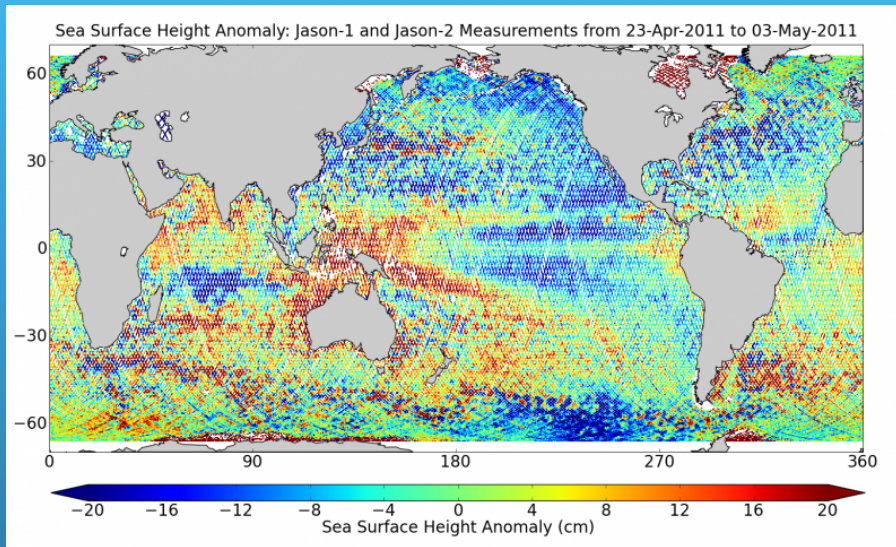 Sea Surface Height Anomaly: Jason-1 and Jason-2 Measurements from 23-Apr-2011 to 03-May-2011
60
30
0
−30
−60
0 90 180 270 360
−20 −16 −12 −8 −4 0 4 8 12 16 20
Sea Surface Height Anomaly (cm)